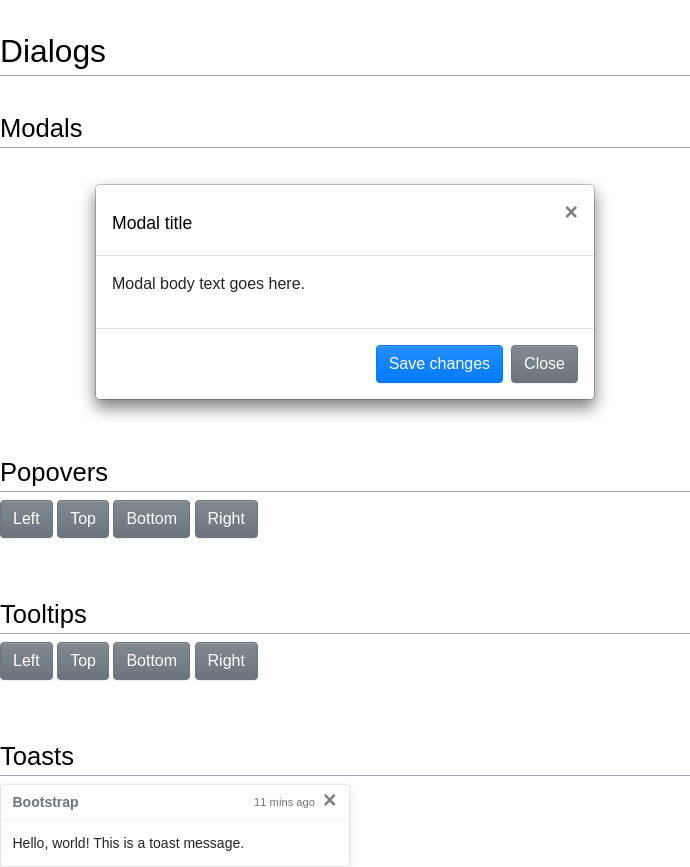 Dialogs
Modals
Modal title ×
Modal body text goes here.
Save changes Close
Popovers
Left Top Bottom Right
Tooltips
Left Top Bottom Right
Toasts
Bootstrap 11 mins ago ×
Hello, world! This is a toast message.